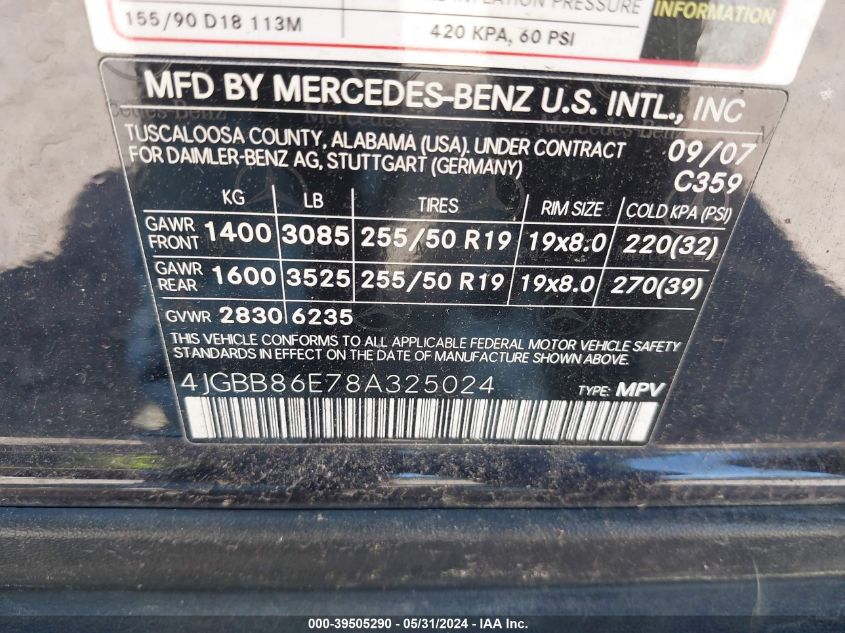 INFLATION PRESSURE
INFORMATION
155/90 D18 113M 420 KPA, 60 PSI
MFD BY MERCEDES-BENZ U.S. INTL., INC
TUSCALOOSA COUNTY, ALABAMA (USA). UNDER CONTRACT 09/07
FOR DAIMLER-BENZ AG, STUTTGART (GERMANY) C359
KG LB TIRES RIM SIZE COLD KPA (PSI)
GAWR FRONT 1400 3085 255/50 R19 19x8.0 220(32)
GAWR REAR 1600 3525 255/50 R19 19x8.0 270(39)
GVWR 2830 6235
THIS VEHICLE CONFORMS TO ALL APPLICABLE FEDERAL MOTOR VEHICLE SAFETY
STANDARDS IN EFFECT ON THE DATE OF MANUFACTURE SHOWN ABOVE.
4JGBB86E78A325024 TYPE: MPV
000-39505290 - 05/31/2024 - IAA Inc.